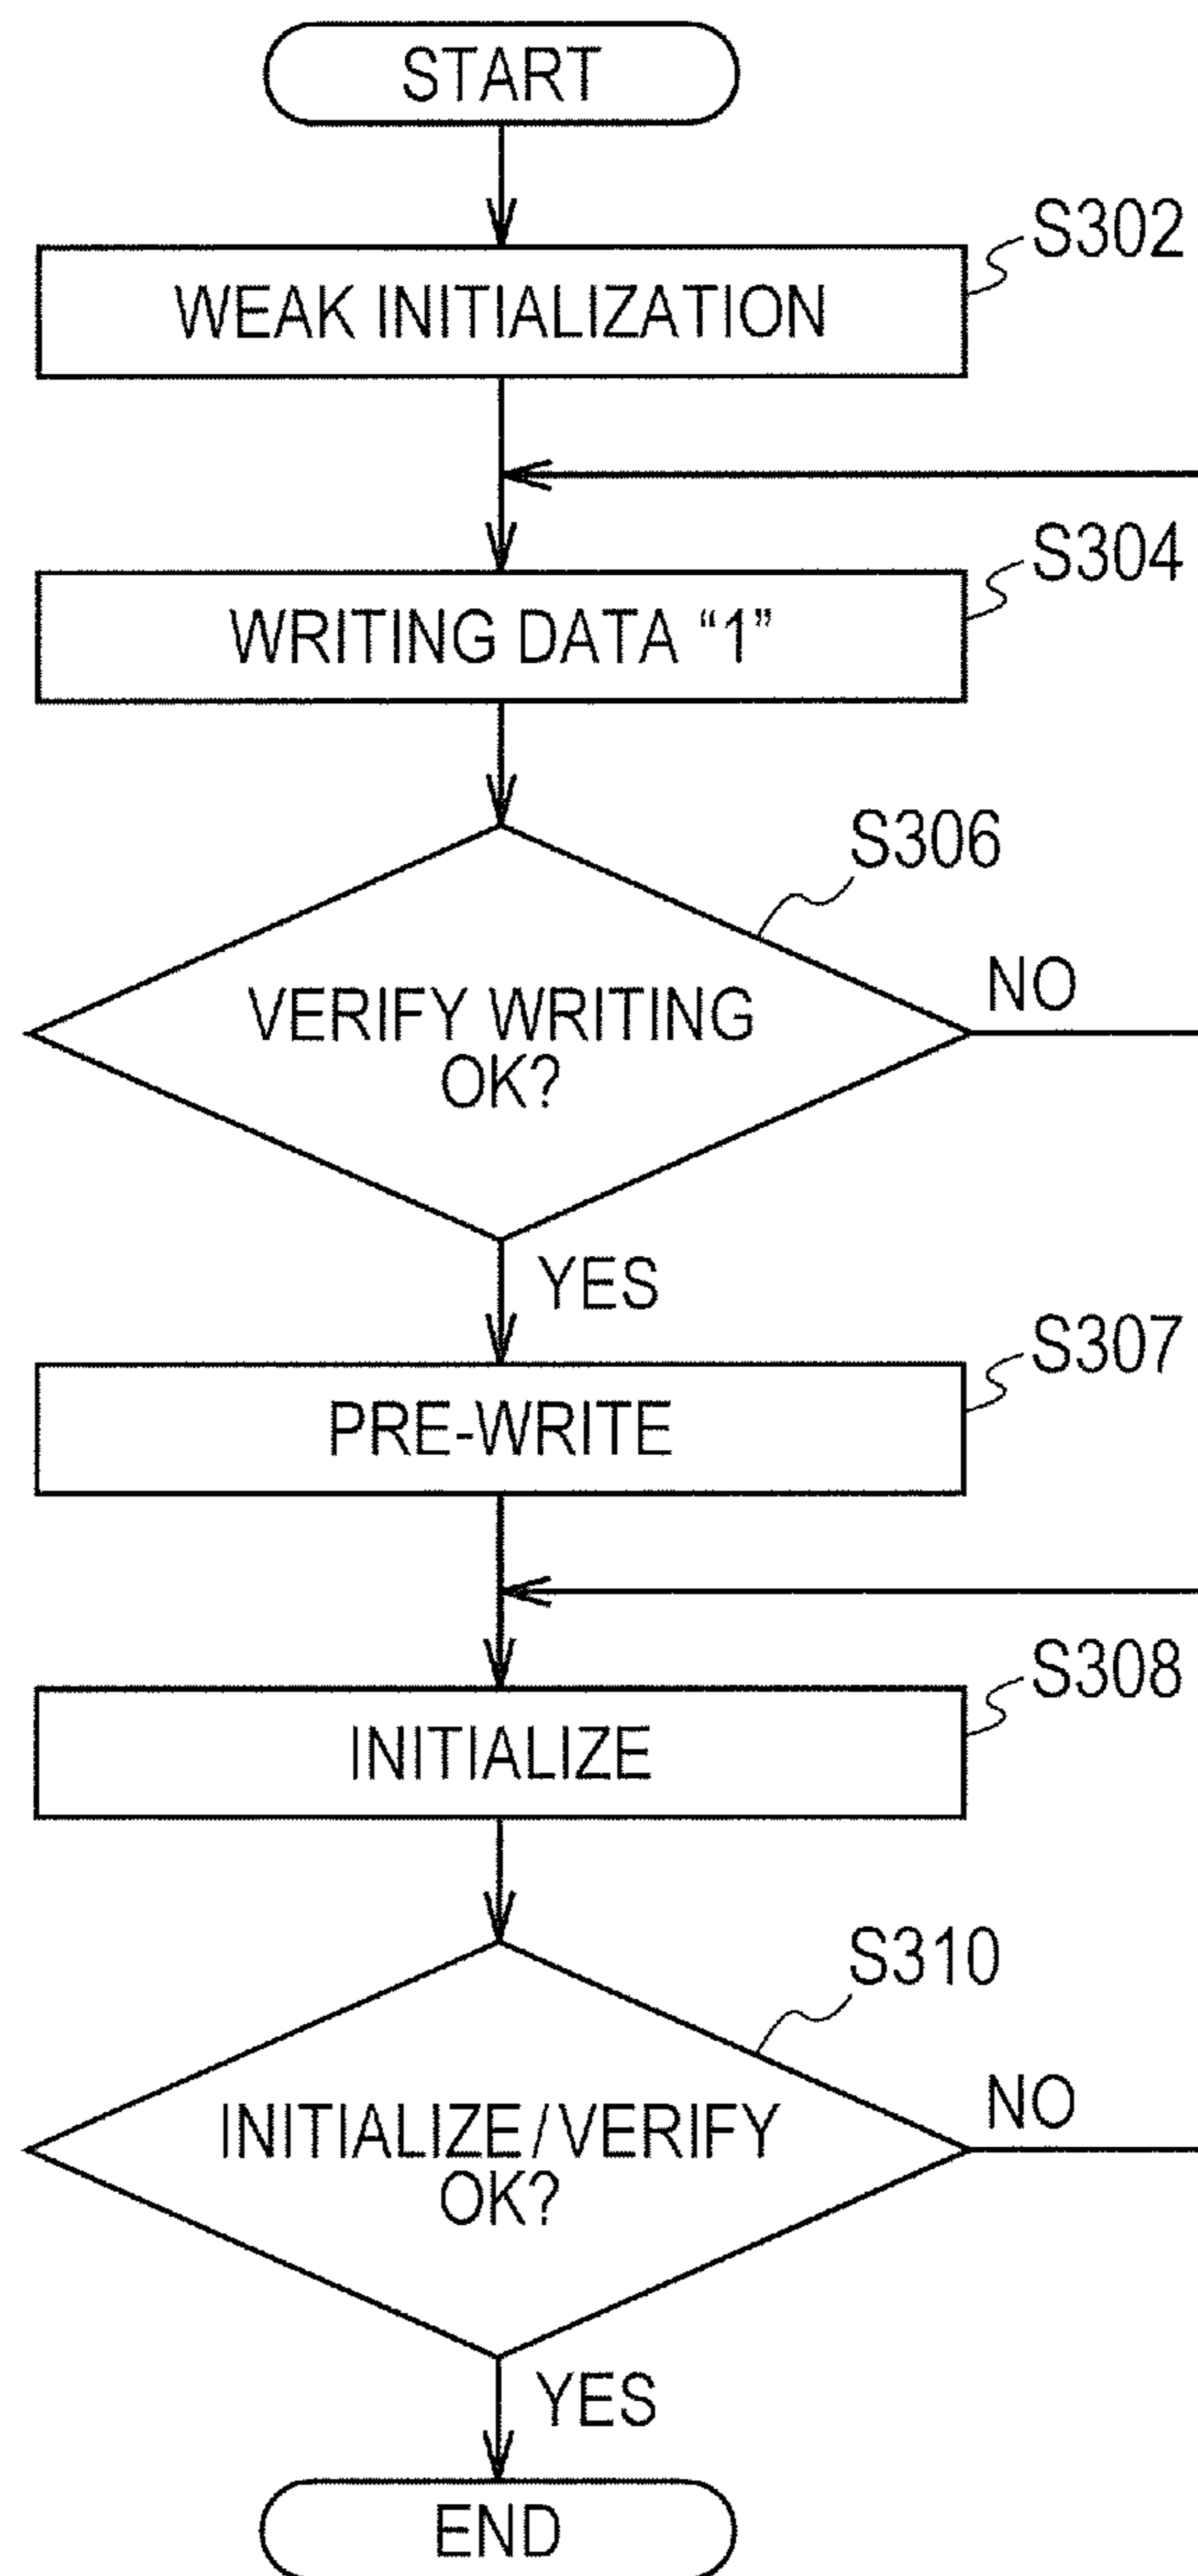 START
S302
WEAK INITIALIZATION
S304
WRITING DATA “1”
S306
NO
VERIFY WRITING
OK?
YES
S307
PRE-WRITE
S308
INITIALIZE
S310
NO
INITIALIZE/VERIFY
OK?
YES
END